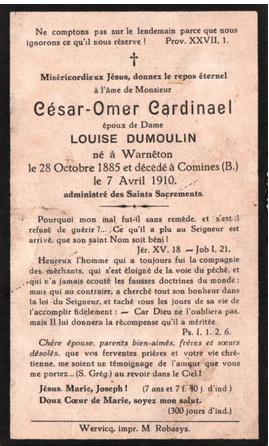 Ne comptons pas sur le lendemain parce que nous
ignorons ce qu'il nous réserve ! Prov. XXVII, 1.
Miséricordieux Jésus, donnez le repos éternel
à l'âme de Monsieur
César-Omer Cardinael
époux de Dame
LOUISE DUMOULIN
né à Warnêton
le 28 Octobre 1885 et décédé à Comines (B.)
le 7 Avril 1910.
administré des Saints Sacrements.
Pourquoi mon mal fut-il sans remède, et s'est-il
refusé de guérir ?... Ce qu'il a plu au Seigneur est
arrivé, que son saint Nom soit béni !
Jér. XV. 18 — Job I. 21.
Heureux l'homme qui a toujours fui la compagnie
des méchants, qui s'est éloigné de la voie du péché, et
qui n'a jamais écouté les fausses doctrines du monde :
mais qui au contraire, a cherché tout son bonheur dans
la loi du Seigneur, et taché tous les jours de sa vie de
l'accomplir fidèlement : — Car Dieu ne l'oubliera pas,
mais Il lui donnera la récompense qu'il a méritée.
Ps. I. 1. 2. 6.
Chère épouse, parents bien-aimés, frères et sœurs
désolés, que vos ferventes prières et votre vie chré-
tienne, me soient un témoignage de votre souvenir à
tous... (S. Grég.) Au revoir dans le Ciel !
Jésus. Marie, Joseph ! (7 ans et 7 f. 40 j. d'ind.)
Doux Cœur de Marie, soyez mon salut.
(300 jours d'ind.)
Wervicq, impr. M. Robaeys.